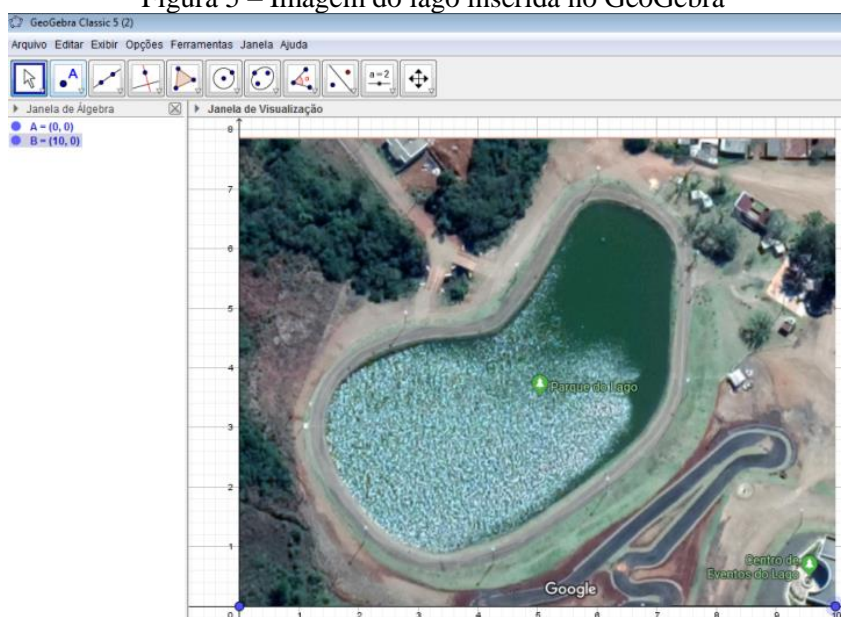 Figura 5 – Imagem do lago inserida no GeoGebra
GeoGebra Classic 5 (2)
Arquivo Editar Exibir Opções Ferramentas Janela Ajuda
A
a=2
Janela de Álgebra
Janela de Visualização
A = (0, 0)
B = (10, 0)
8
7
6
5
4
3
2
1
Parque do Lago
Centro de
Eventos do Lago
Google
0 1 2 3 4 5 6 7 8 9 10